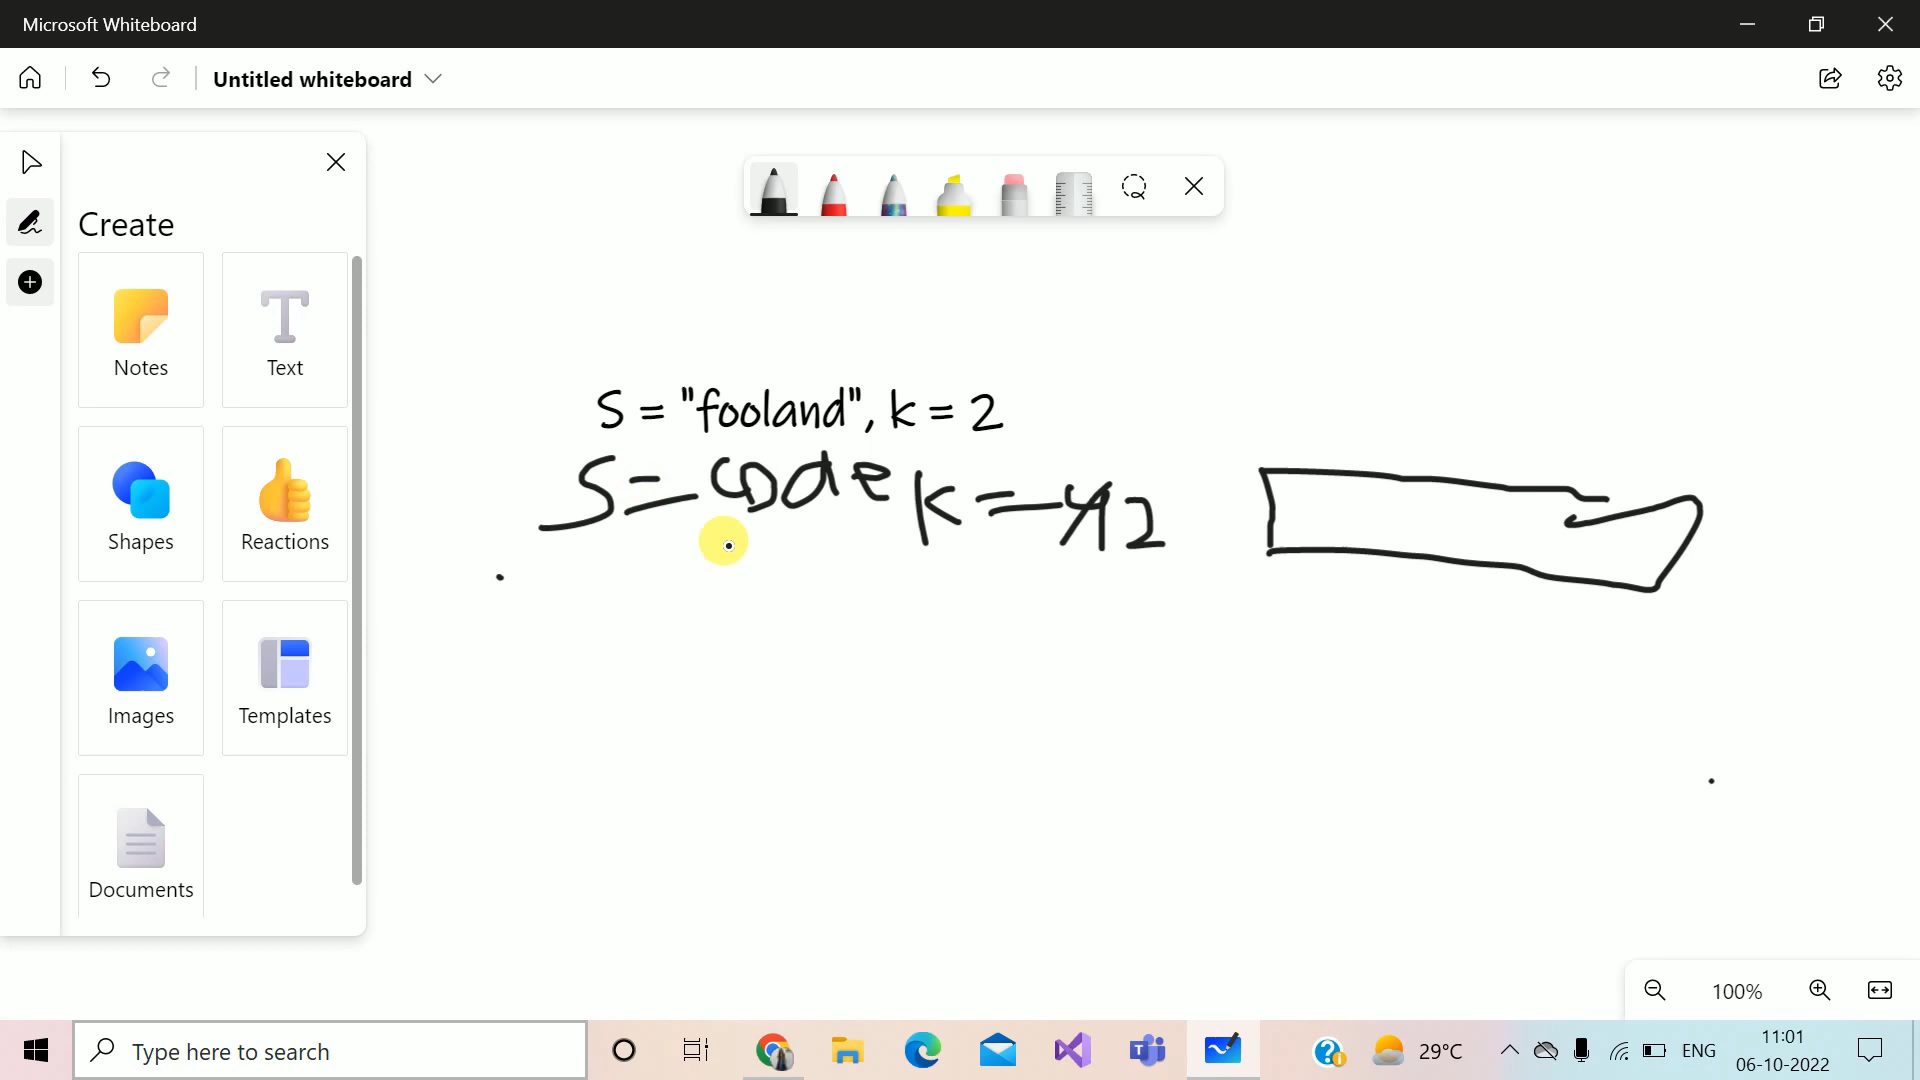 Microsoft Whiteboard
Untitled whiteboard
Create
Notes
Text
Shapes
Reactions
Images
Templates
Documents
S = "fooland", k = 2
S = code k = 2
100%
Type here to search
29°C
ENG
11:01
06-10-2022